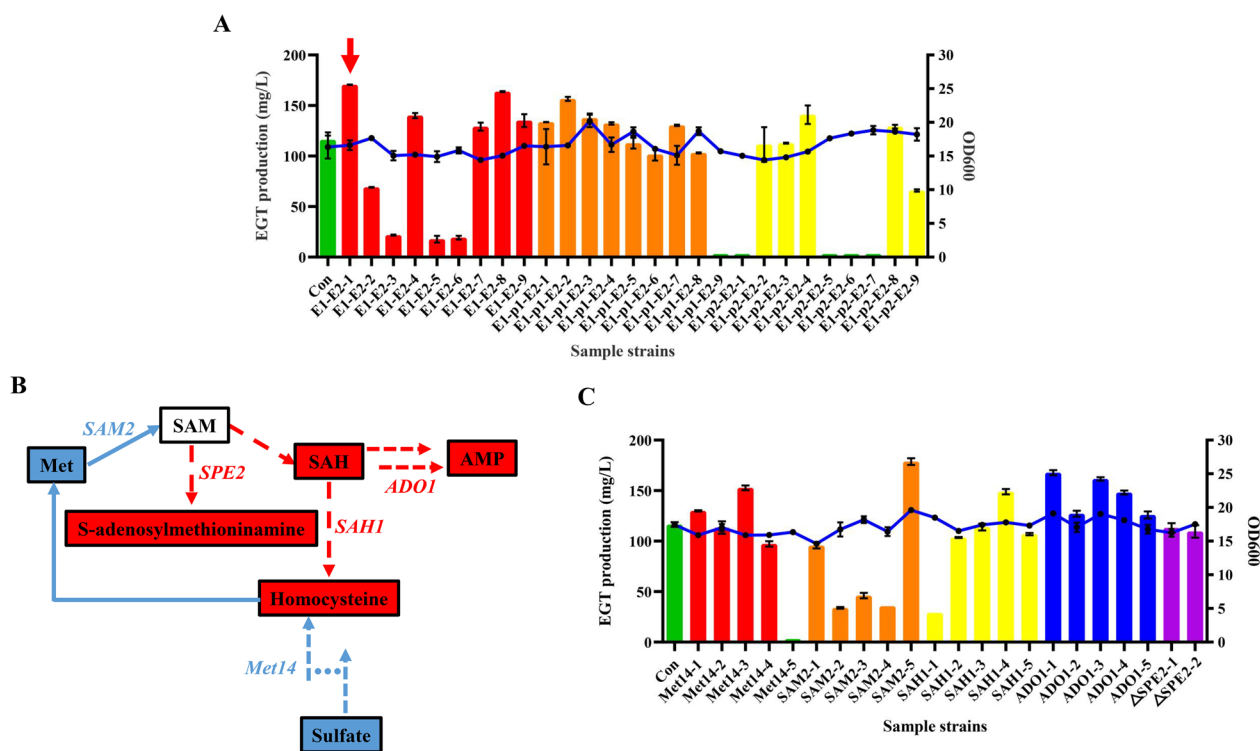 A
EGT production (mg/L)
200
150
100
50
0
30
25
20
15
10
5
0
OD600
Con
E1-E2-1
E1-E2-2
E1-E2-3
E1-E2-4
E1-E2-5
E1-E2-6
E1-E2-7
E1-E2-8
E1-E2-9
E1-p1-E2-1
E1-p1-E2-2
E1-p1-E2-3
E1-p1-E2-4
E1-p1-E2-5
E1-p1-E2-6
E1-p1-E2-7
E1-p1-E2-8
E1-p1-E2-9
E1-p2-E2-1
E1-p2-E2-2
E1-p2-E2-3
E1-p2-E2-4
E1-p2-E2-5
E1-p2-E2-6
E1-p2-E2-7
E1-p2-E2-8
E1-p2-E2-9
Sample strains
B
SAM2
SAM
Met
SPE2
SAH
AMP
ADO1
S-adenosylmethioninamine
SAH1
Homocysteine
Met14
Sulfate
C
EGT production (mg/L)
200
150
100
50
0
30
25
20
15
10
5
0
OD600
Con
Met14-1
Met14-2
Met14-3
Met14-4
Met14-5
SAM2-1
SAM2-2
SAM2-3
SAM2-4
SAM2-5
SAH1-1
SAH1-2
SAH1-3
SAH1-4
SAH1-5
ADO1-1
ADO1-2
ADO1-3
ADO1-4
ADO1-5
△SPE2-1
△SPE2-2
Sample strains